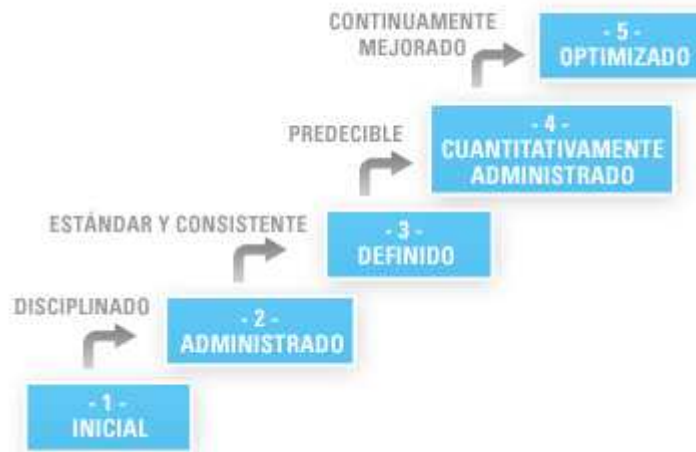 CONTINUAMENTE
MEJORADO
- 5 -
OPTIMIZADO
PREDECIBLE
- 4 -
CUANTITATIVAMENTE
ADMINISTRADO
ESTÁNDAR Y CONSISTENTE
- 3 -
DEFINIDO
DISCIPLINADO
- 2 -
ADMINISTRADO
- 1 -
INICIAL